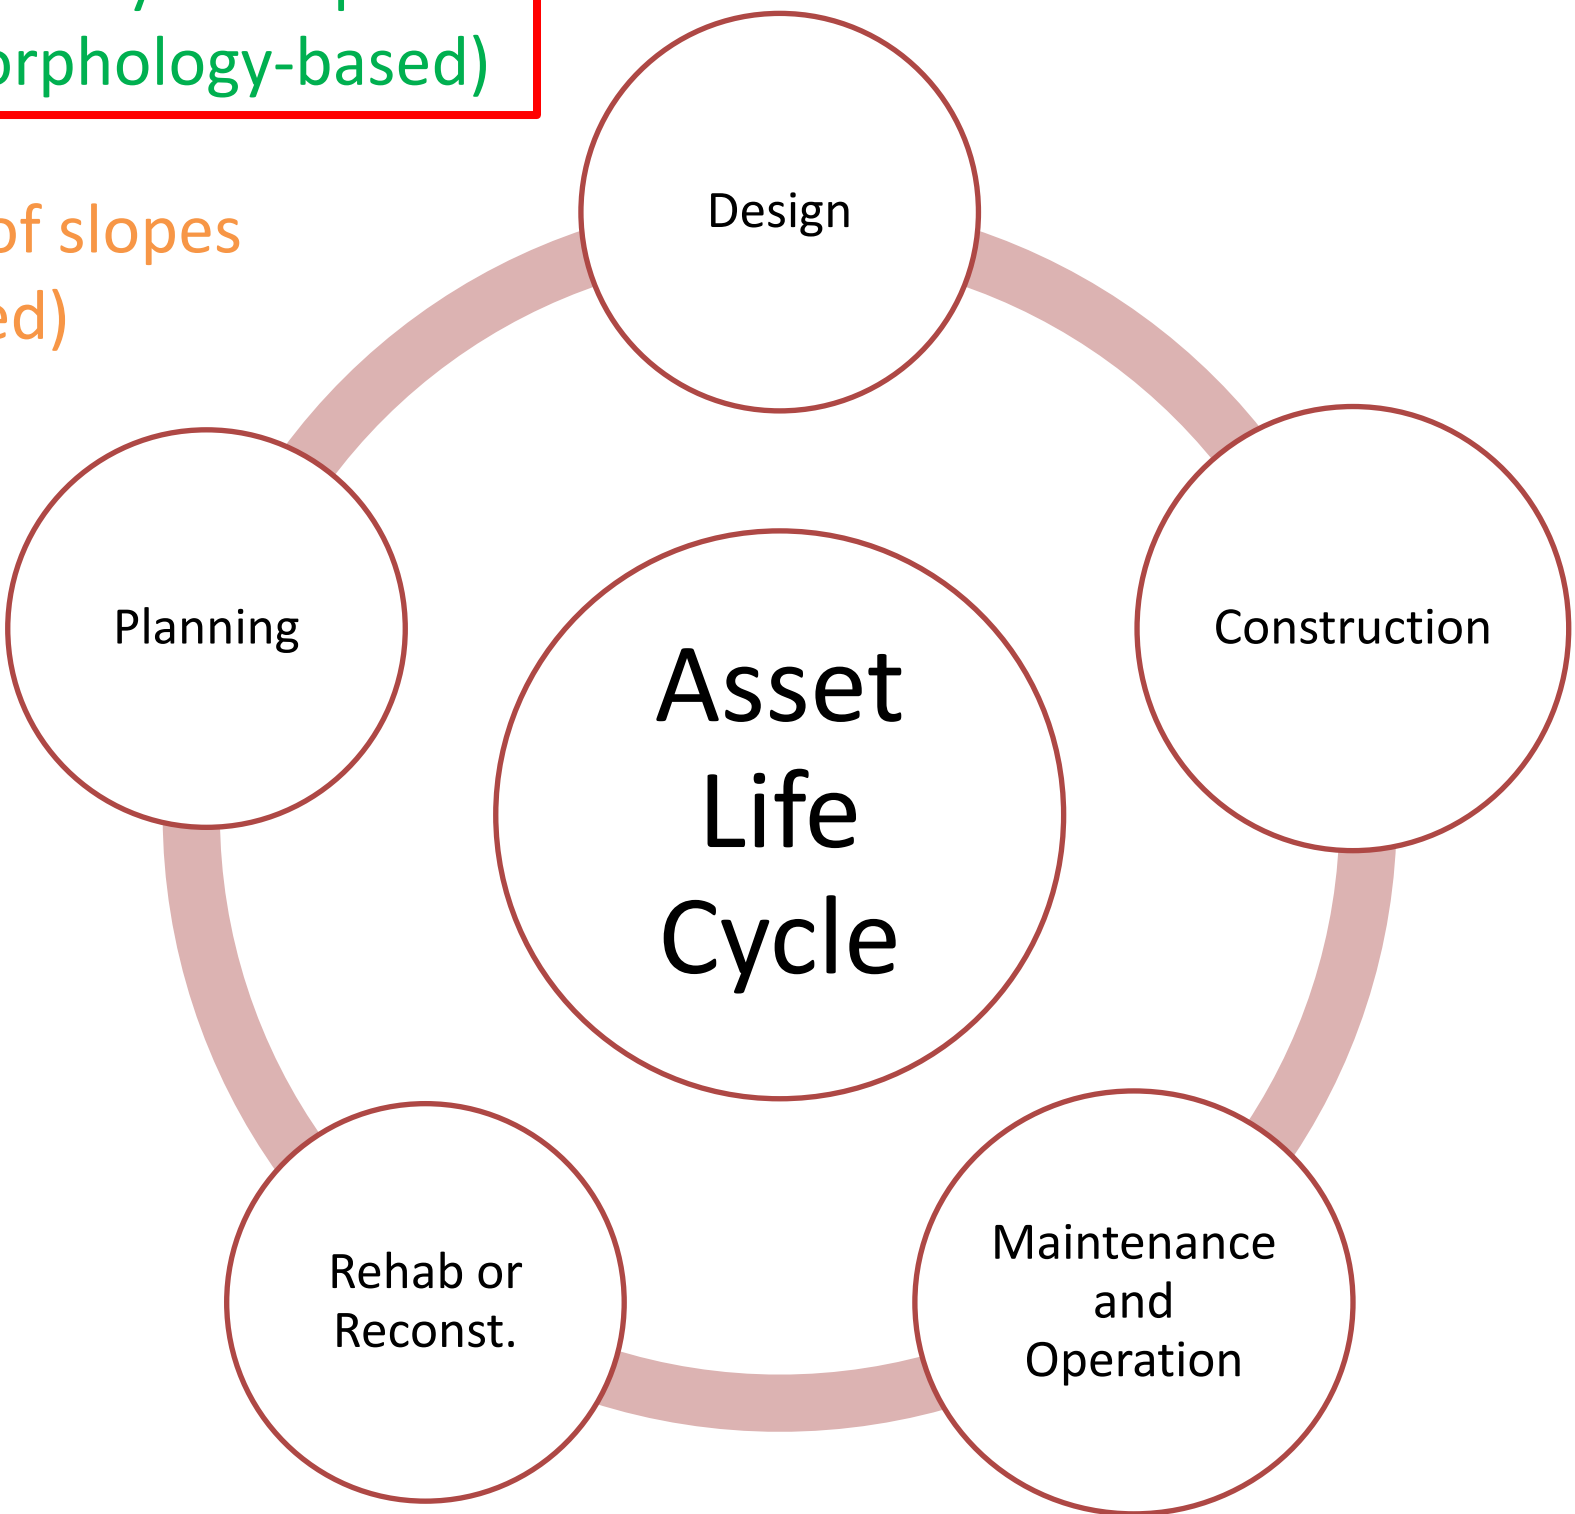 orphology-based)
of slopes
ed)
Design
Planning
Construction
Asset
Life
Cycle
Rehab or
Reconst.
Maintenance
and
Operation